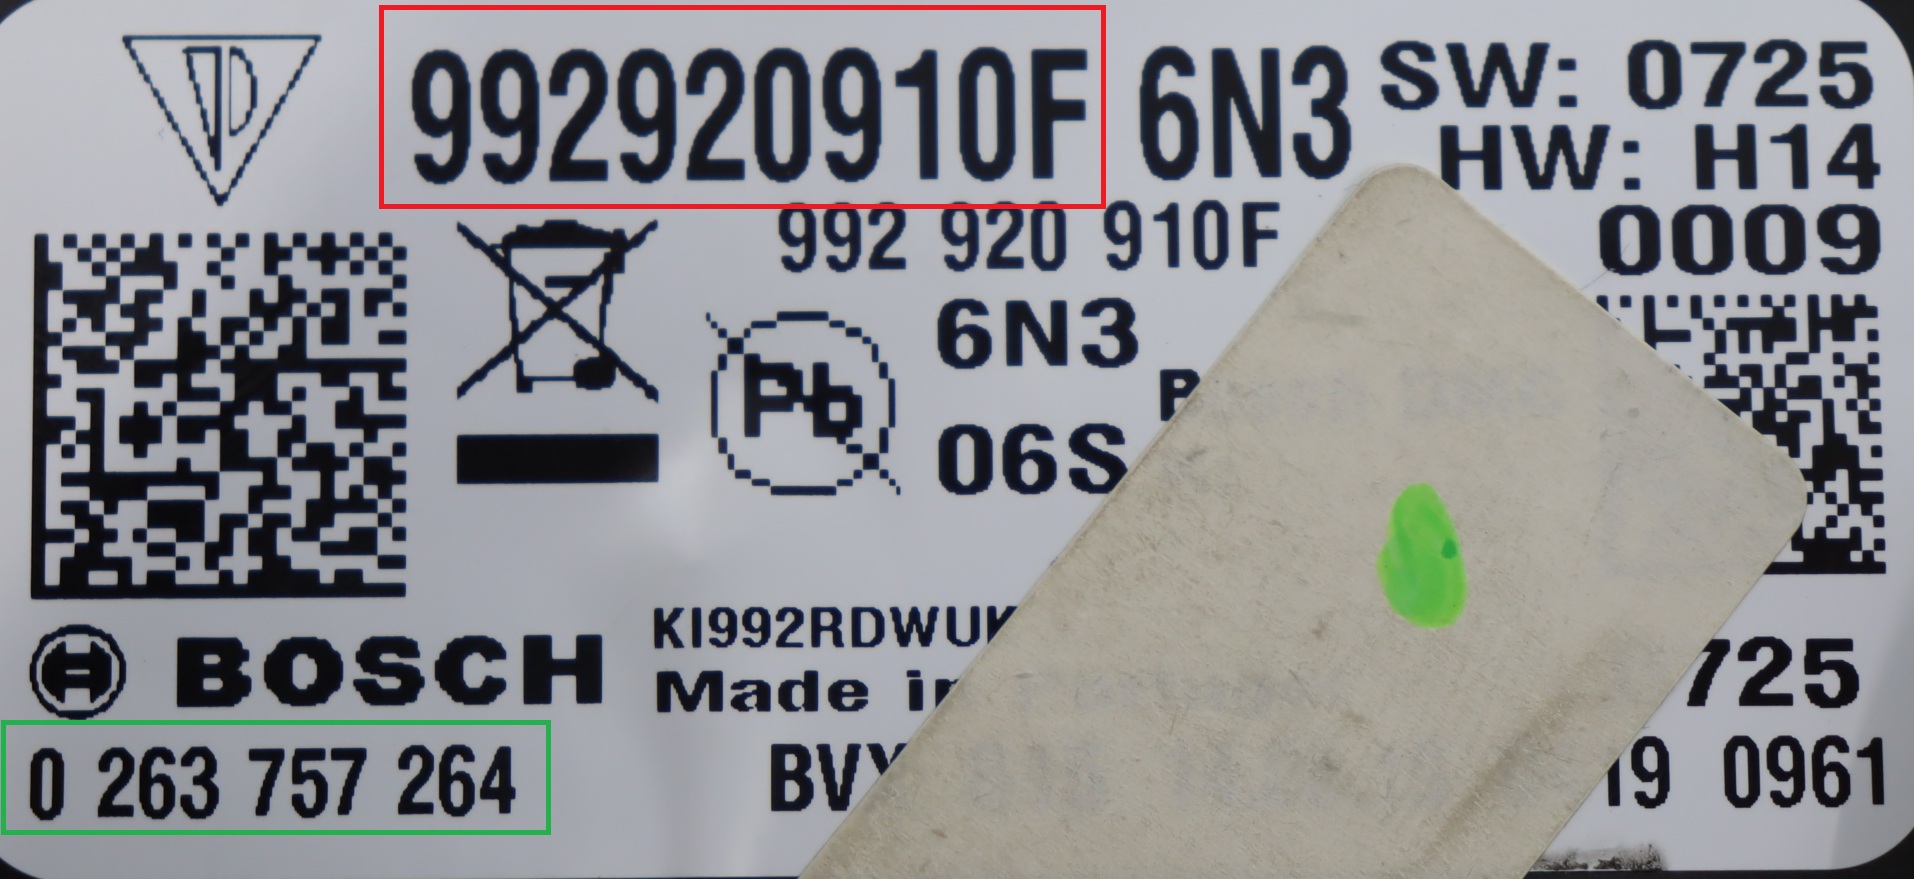 992920910F 6N3
SW: 0725
HW: H14
0009
992 920 910F
6N3
Pb
06S
BOSCH
KI992RDWUK
Made in
725
0 263 757 264
BVY
19 0961